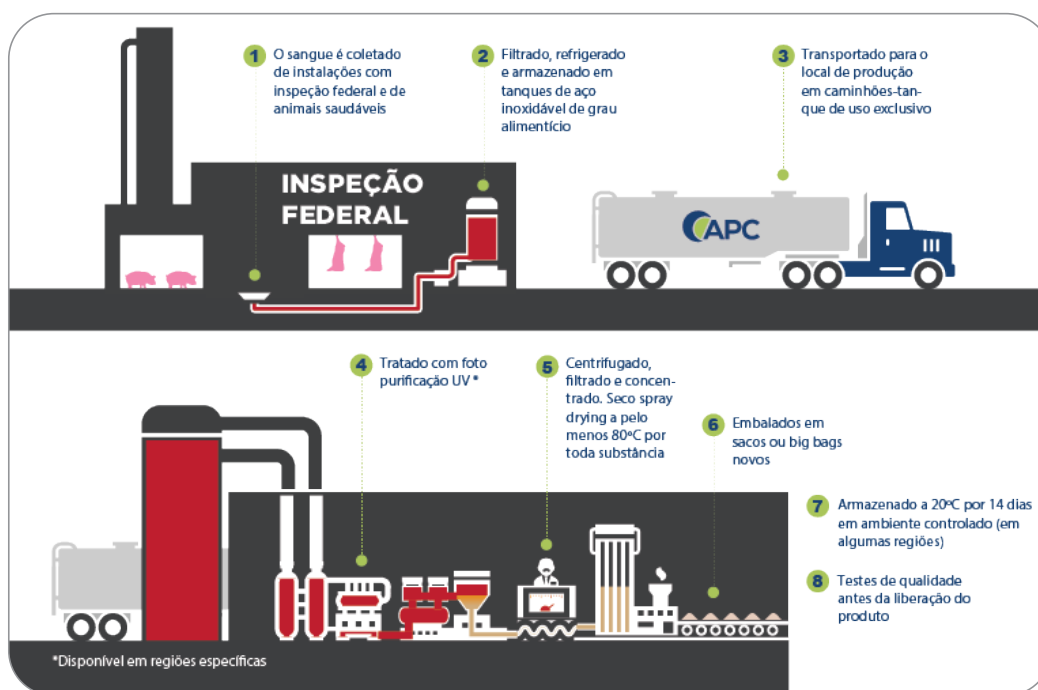 1 O sangue é coletado
de instalações com
inspeção federal e de
animais saudáveis
2 Filtrado, refrigerado
e armazenado em
tanques de aço
inoxidável de grau
alimentício
3 Transportado para o
local de produção
em caminhões-tan-
que de uso exclusivo
INSPEÇÃO
FEDERAL
APC
4 Tratado com foto
purificação UV *
5 Centrifugado,
filtrado e concen-
trado. Seco spray
drying a pelo
menos 80ºC por
toda substância
6 Embalados em
sacos ou big bags
novos
7 Armazenado a 20ºC por 14 dias
em ambiente controlado (em
algumas regiões)
8 Testes de qualidade
antes da liberação do
produto
*Disponível em regiões específicas